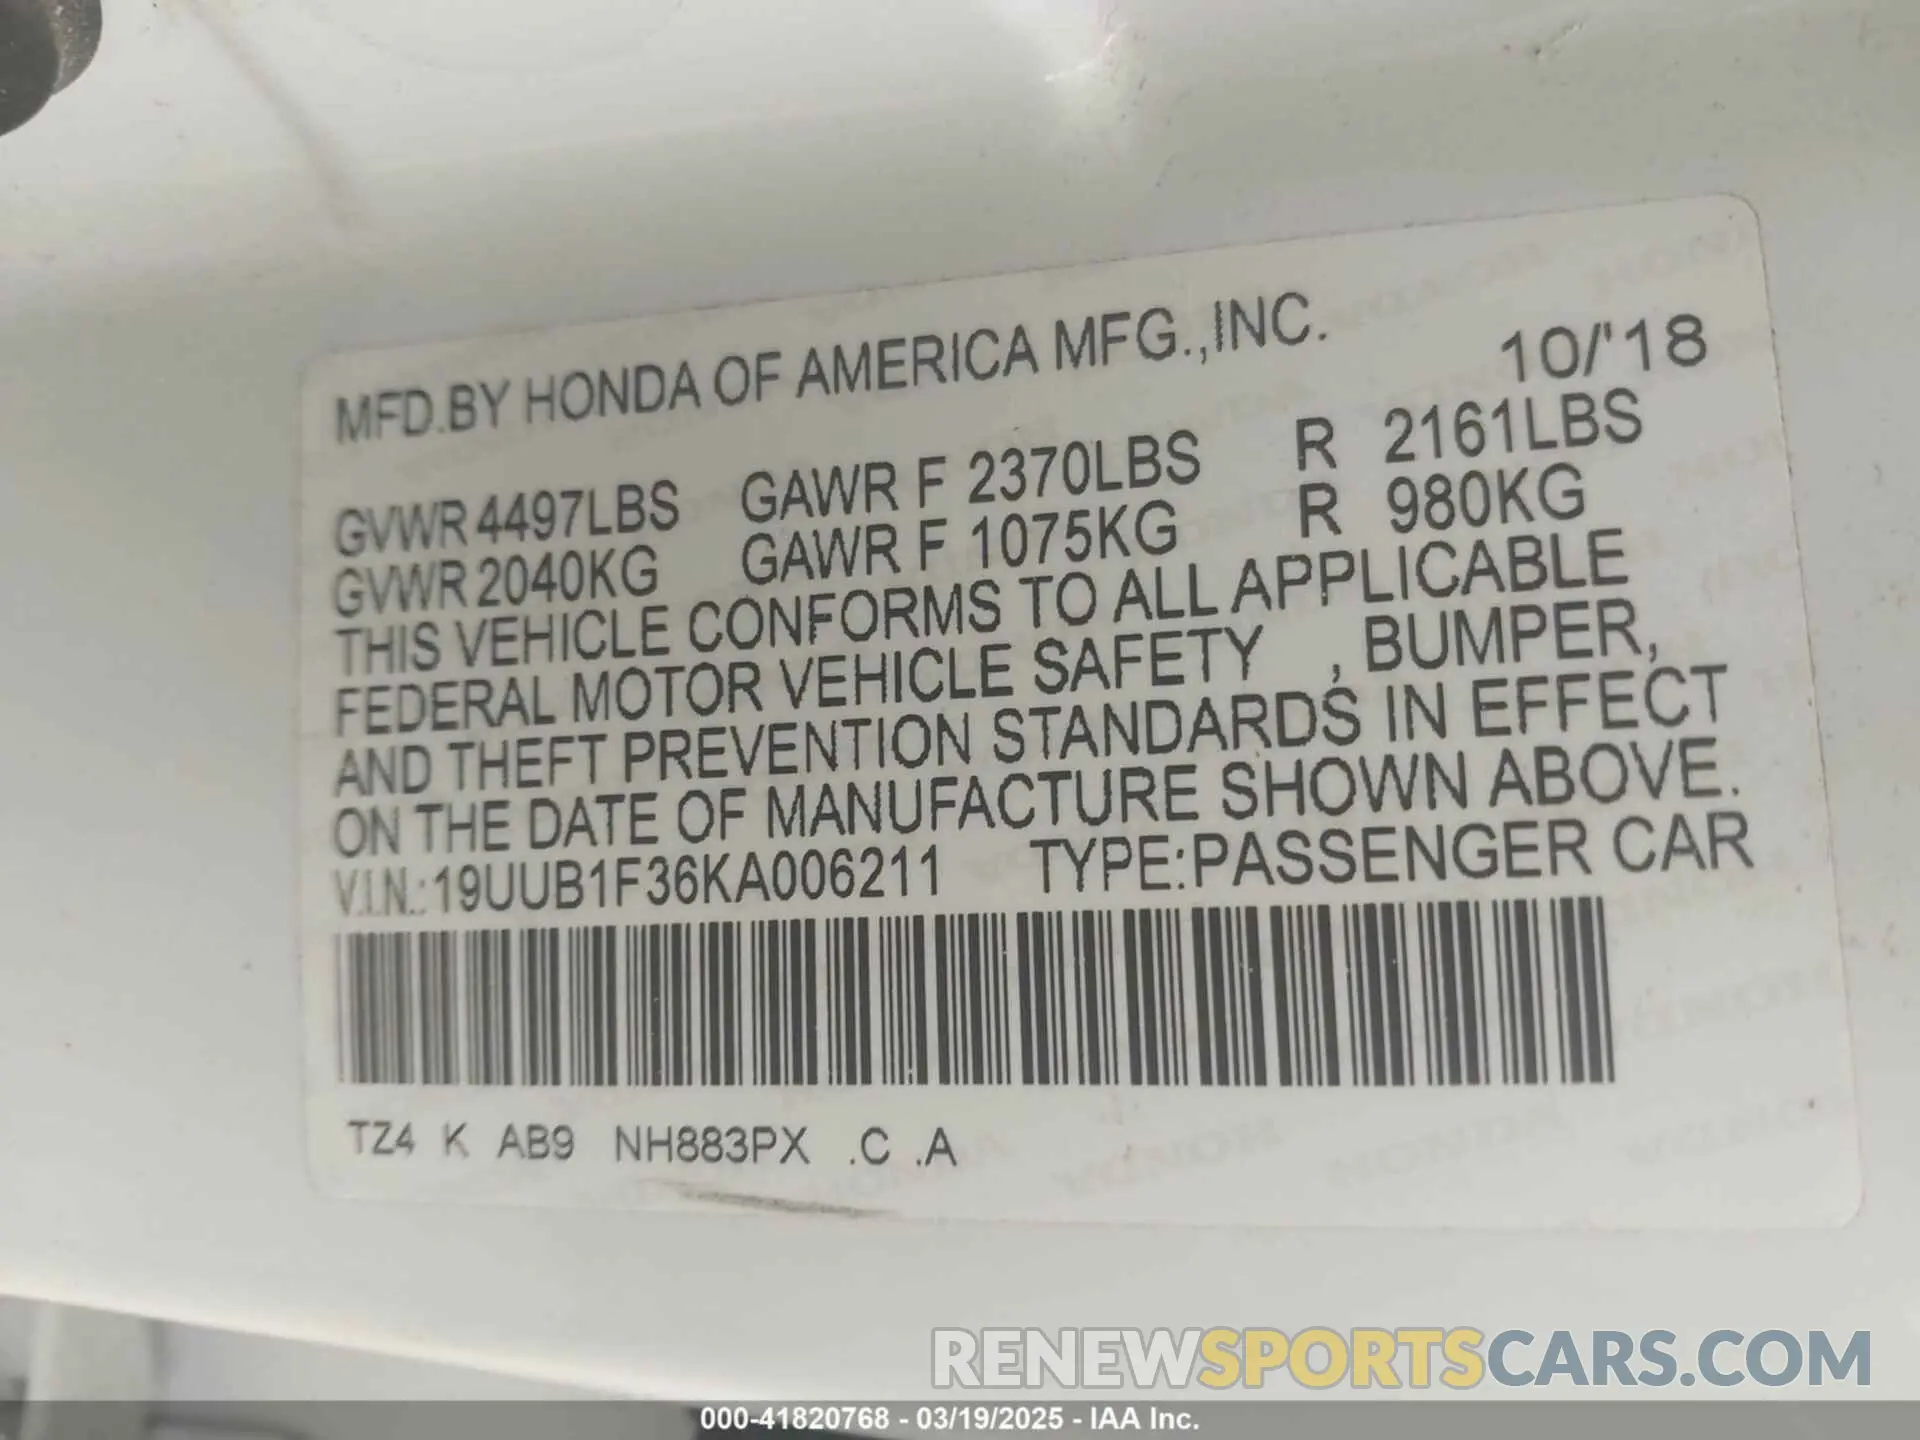 MFD.BY HONDA OF AMERICA MFG.,INC. 10/'18
GVWR 4497LBS GAWR F 2370LBS R 2161LBS
GVWR 2040KG GAWR F 1075KG R 980KG
THIS VEHICLE CONFORMS TO ALL APPLICABLE
FEDERAL MOTOR VEHICLE SAFETY , BUMPER,
AND THEFT PREVENTION STANDARDS IN EFFECT
ON THE DATE OF MANUFACTURE SHOWN ABOVE.
V.I.N.: 19UUB1F36KA006211 TYPE:PASSENGER CAR
TZ4 K AB9 NH883PX .C .A
RENEWSPORTSCARS.COM
000-41820768 - 03/19/2025 - IAA Inc.